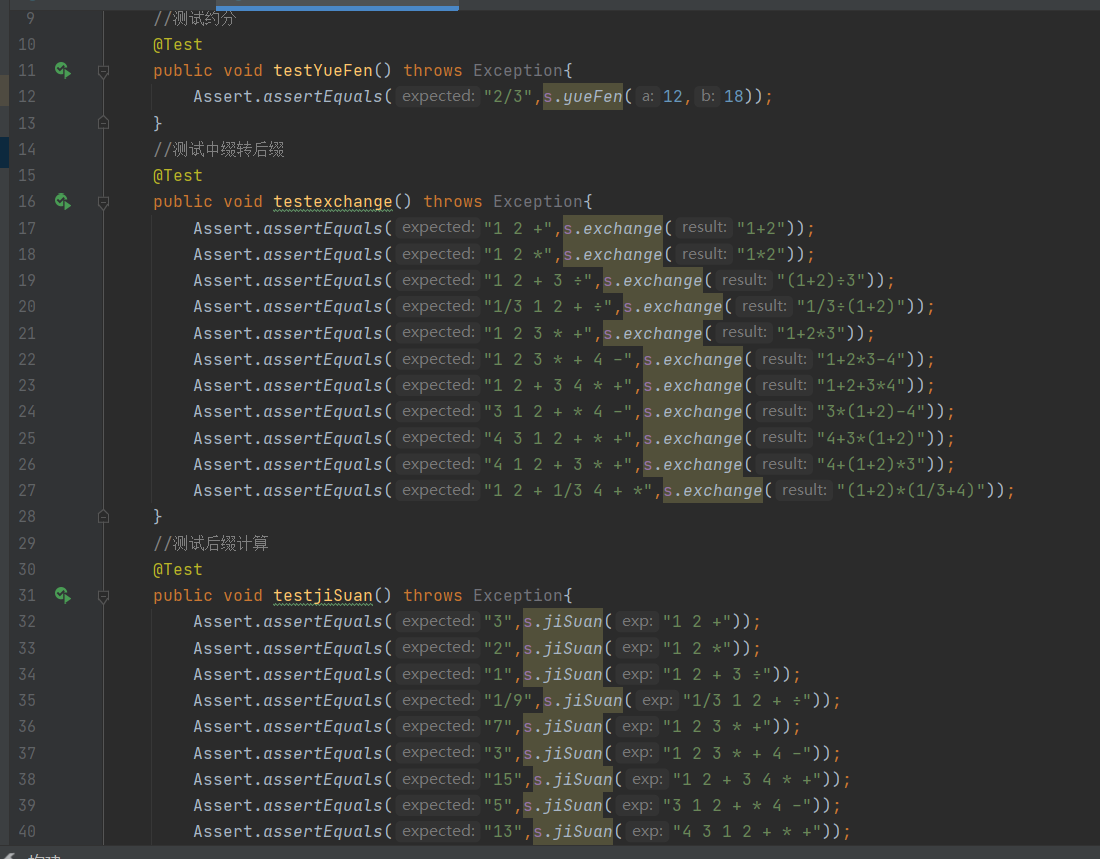 9 //测试约分
10 @Test
11 public void testYueFen() throws Exception{
12 Assert.assertEquals( expected: "2/3",s.yueFen( a: 12, b: 18));
13 }
14 //测试中缀转后缀
15 @Test
16 public void testexchange() throws Exception{
17 Assert.assertEquals( expected: "1 2 +",s.exchange( result: "1+2"));
18 Assert.assertEquals( expected: "1 2 *",s.exchange( result: "1*2"));
19 Assert.assertEquals( expected: "1 2 + 3 ÷",s.exchange( result: "(1+2)÷3"));
20 Assert.assertEquals( expected: "1/3 1 2 + ÷",s.exchange( result: "1/3÷(1+2)"));
21 Assert.assertEquals( expected: "1 2 3 * +",s.exchange( result: "1+2*3"));
22 Assert.assertEquals( expected: "1 2 3 * + 4 -",s.exchange( result: "1+2*3-4"));
23 Assert.assertEquals( expected: "1 2 + 3 4 * +",s.exchange( result: "1+2+3*4"));
24 Assert.assertEquals( expected: "3 1 2 + * 4 -",s.exchange( result: "3*(1+2)-4"));
25 Assert.assertEquals( expected: "4 3 1 2 + * +",s.exchange( result: "4+3*(1+2)"));
26 Assert.assertEquals( expected: "4 1 2 + 3 * +",s.exchange( result: "4+(1+2)*3"));
27 Assert.assertEquals( expected: "1 2 + 1/3 4 + *",s.exchange( result: "(1+2)*(1/3+4)"));
28 }
29 //测试后缀计算
30 @Test
31 public void testjiSuan() throws Exception{
32 Assert.assertEquals( expected: "3",s.jiSuan( exp: "1 2 +"));
33 Assert.assertEquals( expected: "2",s.jiSuan( exp: "1 2 *"));
34 Assert.assertEquals( expected: "1",s.jiSuan( exp: "1 2 + 3 ÷"));
35 Assert.assertEquals( expected: "1/9",s.jiSuan( exp: "1/3 1 2 + ÷"));
36 Assert.assertEquals( expected: "7",s.jiSuan( exp: "1 2 3 * +"));
37 Assert.assertEquals( expected: "3",s.jiSuan( exp: "1 2 3 * + 4 -"));
38 Assert.assertEquals( expected: "15",s.jiSuan( exp: "1 2 + 3 4 * +"));
39 Assert.assertEquals( expected: "5",s.jiSuan( exp: "3 1 2 + * 4 -"));
40 Assert.assertEquals( expected: "13",s.jiSuan( exp: "4 3 1 2 + * +"));